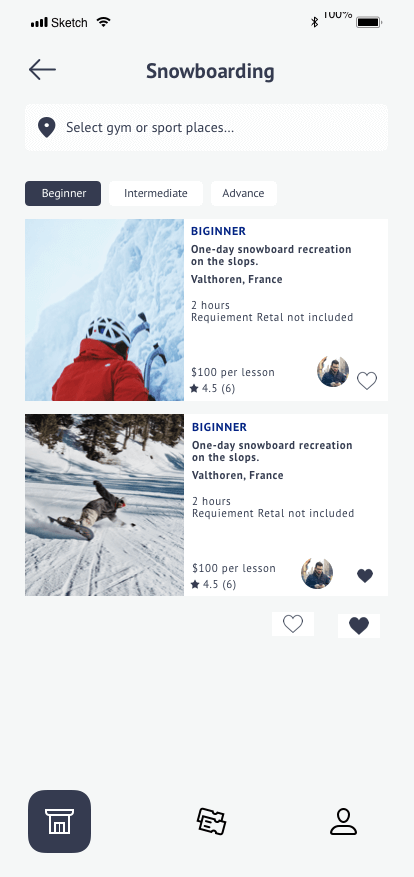 Sketch
100%
Snowboarding
Select gym or sport places...
Beginner
Intermediate
Advance
BIGINNER
One-day snowboard recreation
on the slops.
Valthoren, France
2 hours
Requiement Retal not included
$100 per lesson
4.5 (6)
BIGINNER
One-day snowboard recreation
on the slops.
Valthoren, France
2 hours
Requiement Retal not included
$100 per lesson
4.5 (6)